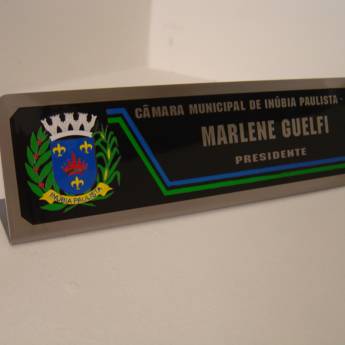 CÂMARA MUNICIPAL DE INÚBIA PAULISTA -
MARLENE GUELFI
PRESIDENTE
INÚBIA PAULISTA